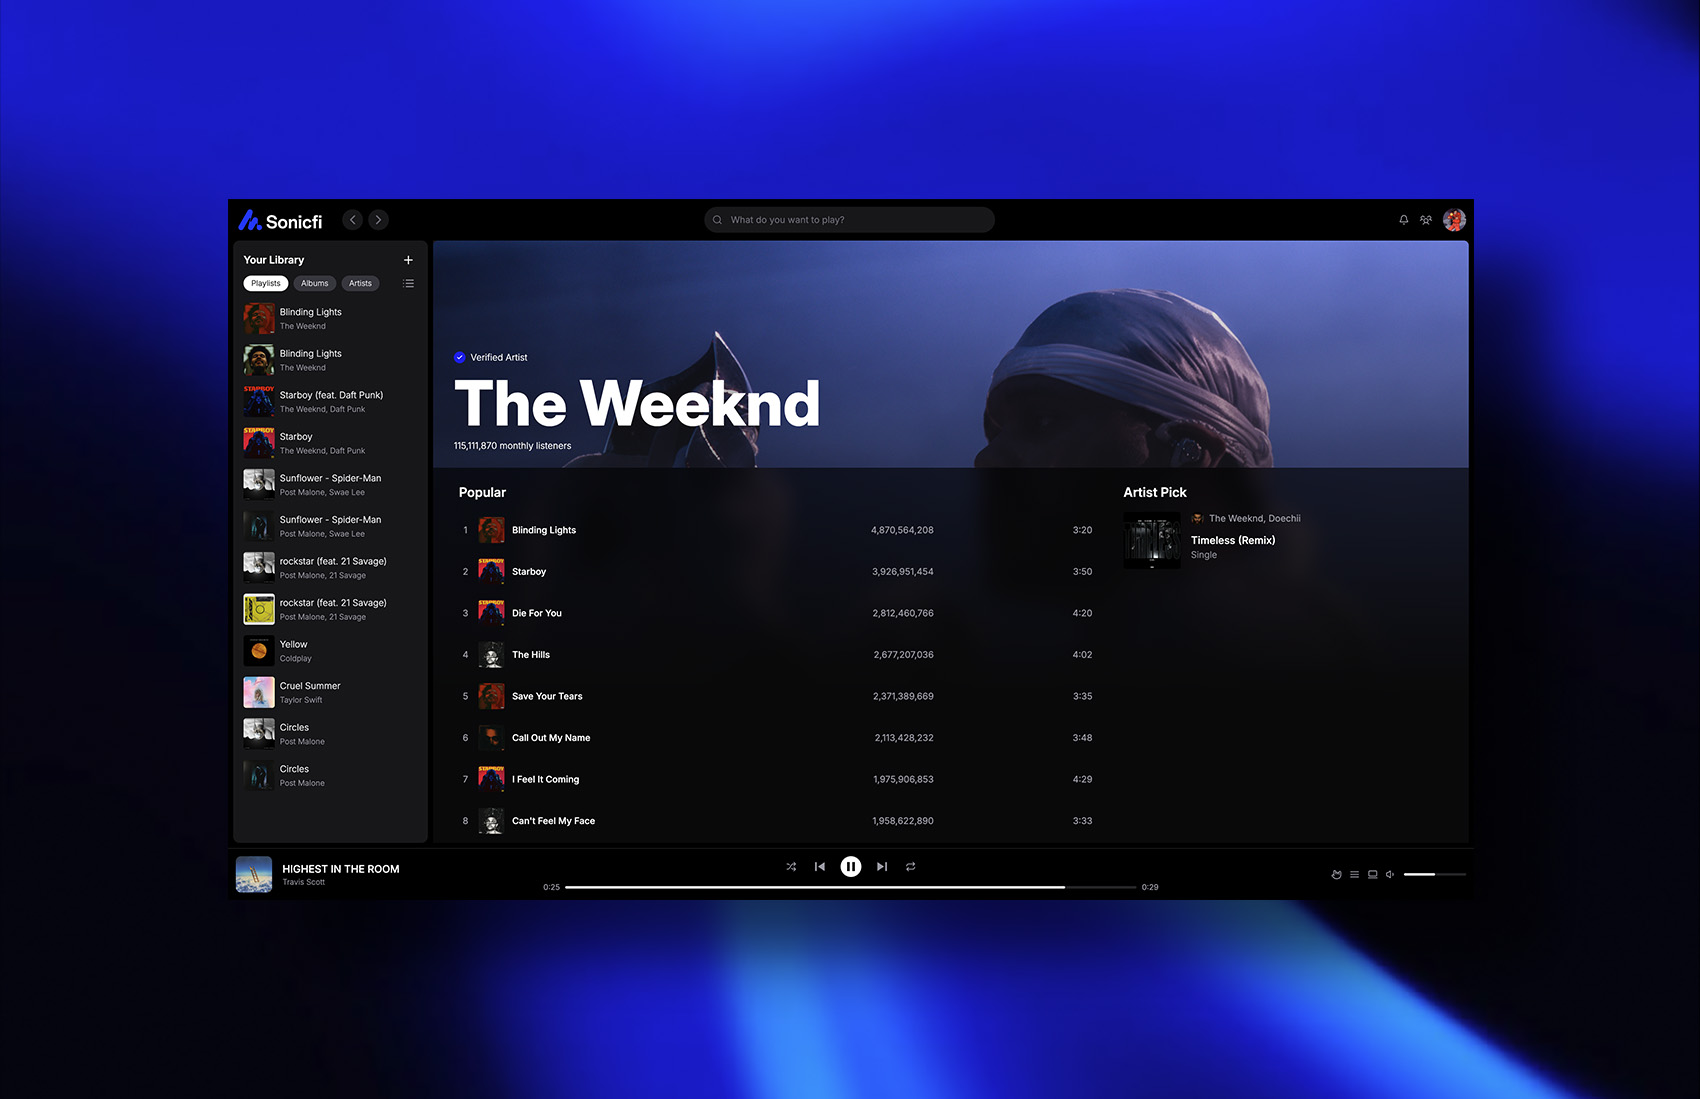 Sonicfi
What do you want to play?
Your Library
Playlists
Albums
Artists
Blinding Lights
The Weeknd
Blinding Lights
The Weeknd
Starboy (feat. Daft Punk)
The Weeknd, Daft Punk
Starboy
The Weeknd, Daft Punk
Sunflower - Spider-Man
Post Malone, Swae Lee
Sunflower - Spider-Man
Post Malone, Swae Lee
rockstar (feat. 21 Savage)
Post Malone, 21 Savage
rockstar (feat. 21 Savage)
Post Malone, 21 Savage
Yellow
Coldplay
Cruel Summer
Taylor Swift
Circles
Post Malone
Circles
Post Malone
Verified Artist
The Weeknd
115,111,870 monthly listeners
Popular
1 Blinding Lights 4,870,564,208 3:20
2 STARBOY Starboy 3,926,951,454 3:50
3 STARBOY Die For You 2,812,460,766 4:20
4 The Hills 2,677,207,036 4:02
5 Save Your Tears 2,371,389,669 3:35
6 Call Out My Name 2,113,428,232 3:48
7 STARBOY I Feel It Coming 1,975,906,853 4:29
8 Can't Feel My Face 1,958,622,890 3:33
Artist Pick
The Weeknd, Doechii
Timeless (Remix)
Single
HIGHEST IN THE ROOM
Travis Scott
0:25
0:29